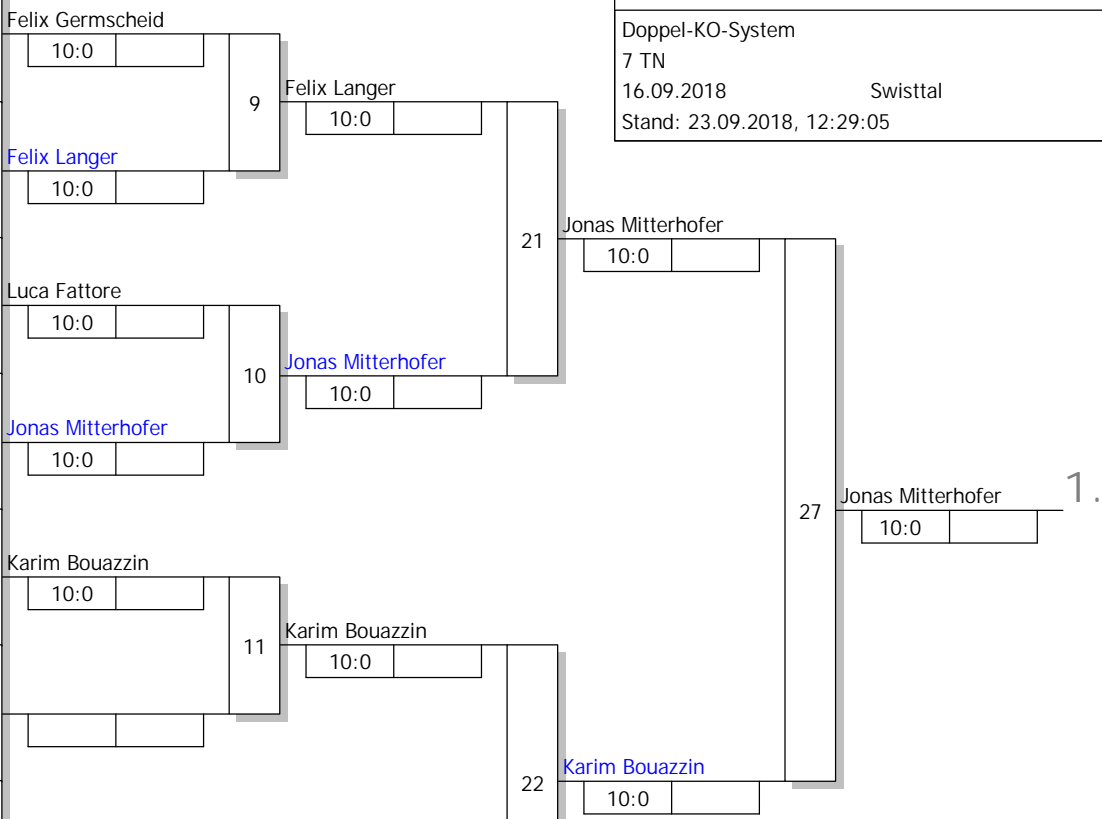 Felix Germscheid
10:0
9
Felix Langer
10:0
Felix Langer
10:0
Doppel-KO-System
7 TN
16.09.2018 Swisttal
Stand: 23.09.2018, 12:29:05
21
Jonas Mitterhofer
10:0
Luca Fattore
10:0
10
Jonas Mitterhofer
10:0
Jonas Mitterhofer
10:0
27
Jonas Mitterhofer
10:0
1.
Karim Bouazzin
10:0
11
Karim Bouazzin
10:0
22
Karim Bouazzin
10:0